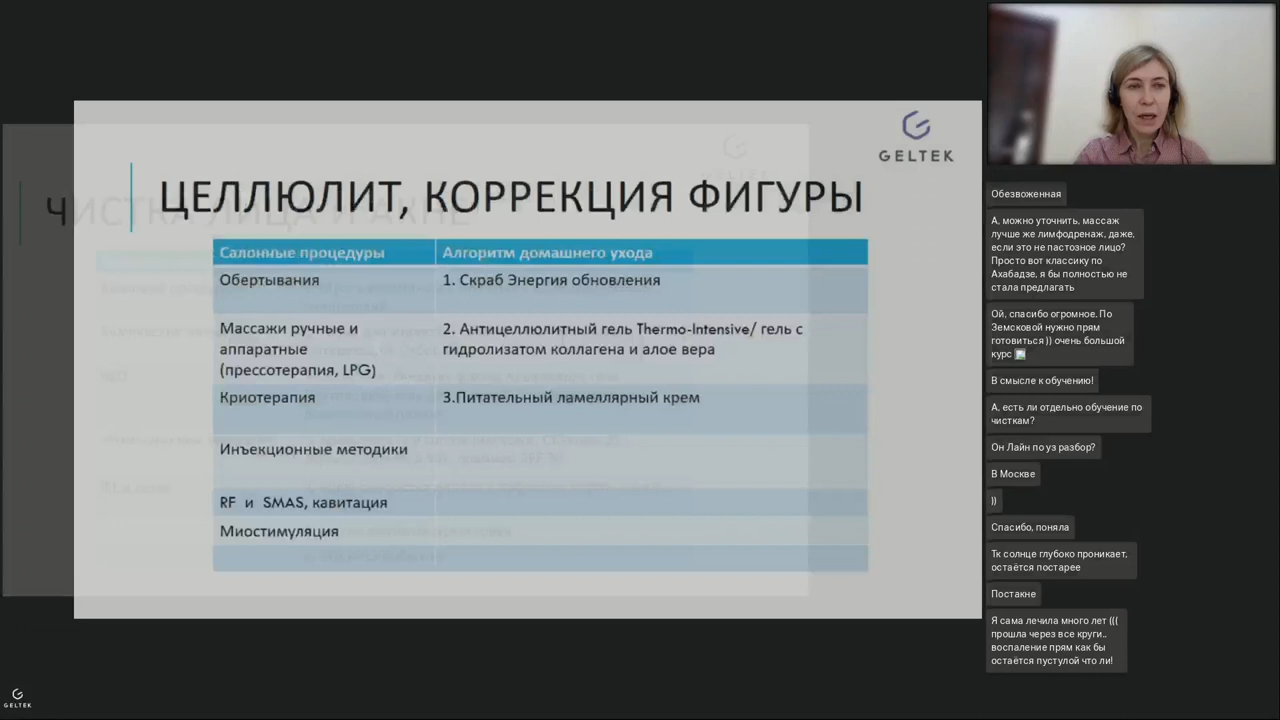 GELTEK
ЦЕЛЛЮЛИТ, КОРРЕКЦИЯ ФИГУРЫ
ЧИСТКА ЛИЦА И АКНЕ
Салонные процедуры
Алгоритм домашнего ухода
Обертывания
1. Скраб Энергия обновления
Массажи ручные и
аппаратные
(прессотерапия, LPG)
2. Антицеллюлитный гель Thermo-Intensive/ гель с
гидролизатом коллагена и алое вера
Криотерапия
3.Питательный ламеллярный крем
Инъекционные методики
RF и SMAS, кавитация
Миостимуляция
GELTEK
Обезвоженная
А, можно уточнить, массаж
лучше же лимфодренаж, даже,
если это не пастозное лицо?
Просто вот классику по
Ахабадзе, я бы полностью не
стала предлагать
Ой, спасибо огромное. По
Земсковой нужно прям
готовиться )) очень большой
курс
В смысле к обучению!
А, есть ли отдельно обучение по
чисткам?
Он Лайн по уз разбор?
В Москве
))
Спасибо, поняла
Тк солнце глубоко проникает,
остаётся постарее
Постакне
Я сама лечила много лет (((
прошла через все круги..
воспаление прям как бы
остаётся пустулой что ли!